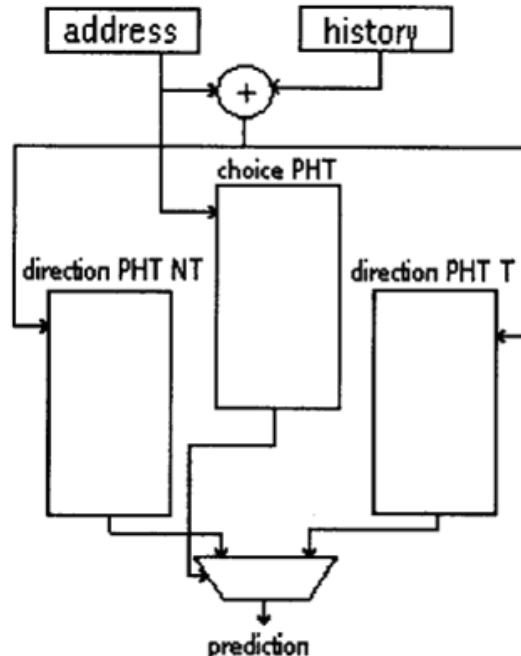 address
history
+
choice PHT
direction PHT NT
direction PHT T
prediction